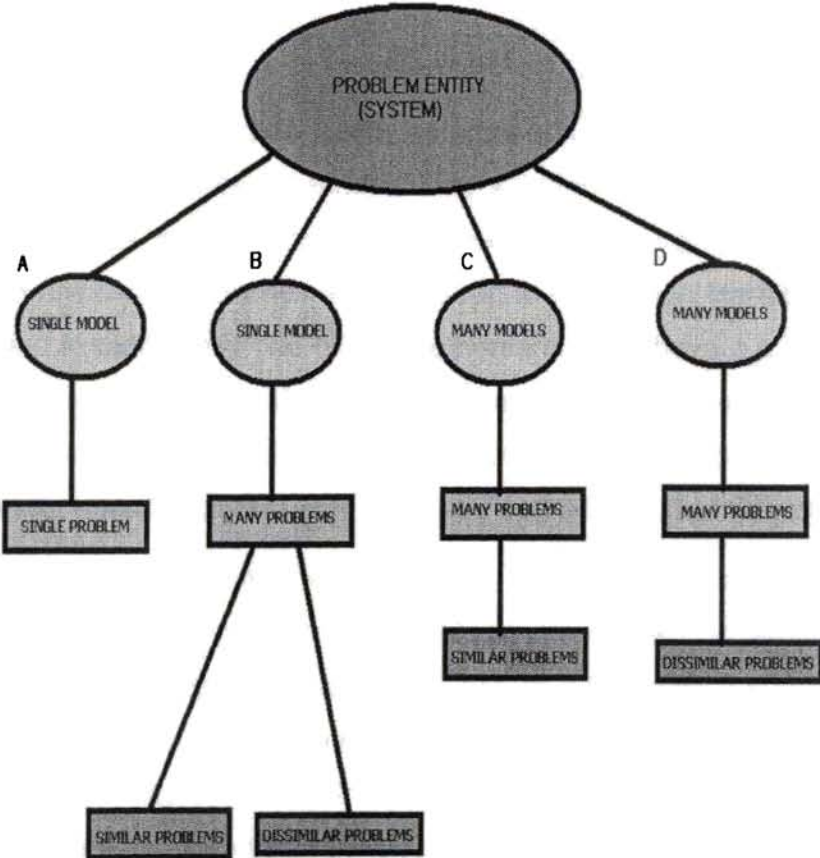 PROBLEM ENTITY
(SYSTEM)
A
B
C
D
SINGLE MODEL
SINGLE MODEL
MANY MODELS
MANY MODELS
SINGLE PROBLEM
MANY PROBLEMS
MANY PROBLEMS
MANY PROBLEMS
SIMILAR PROBLEMS
DISSIMILAR PROBLEMS
SIMILAR PROBLEMS
DISSIMILAR PROBLEMS